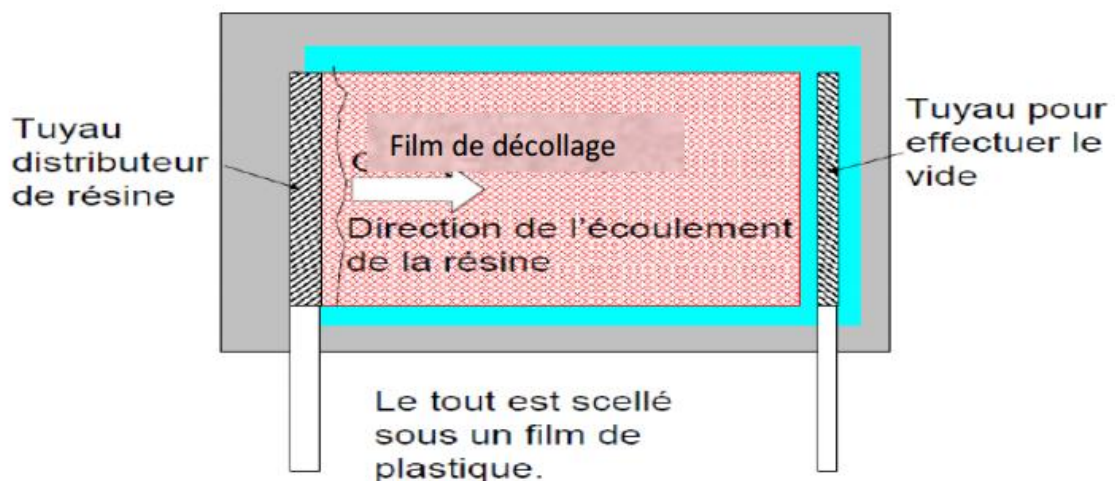 Tuyau
distributeur
de résine
Film de décollage
Direction de l'écoulement
de la résine
Tuyau pour
effectuer le
vide
Le tout est scellé
sous un film de
plastique.